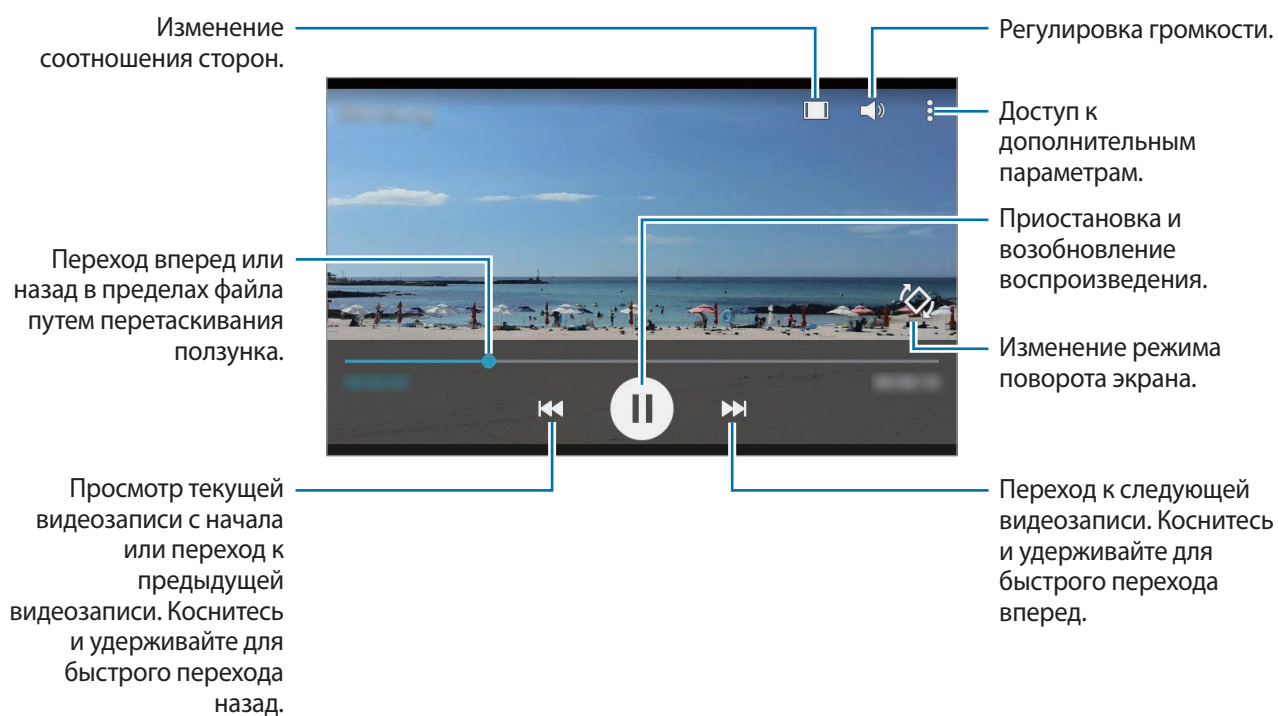 Изменение
соотношения сторон.
Регулировка громкости.
Доступ к
дополнительным
параметрам.
Приостановка и
возобновление
воспроизведения.
Переход вперед или
назад в пределах файла
путем перетаскивания
ползунка.
Изменение режима
поворота экрана.
Просмотр текущей
видеозаписи с начала
или переход к
предыдущей
видеозаписи. Коснитесь
и удерживайте для
быстрого перехода
назад.
Переход к следующей
видеозаписи. Коснитесь
и удерживайте для
быстрого перехода
вперед.